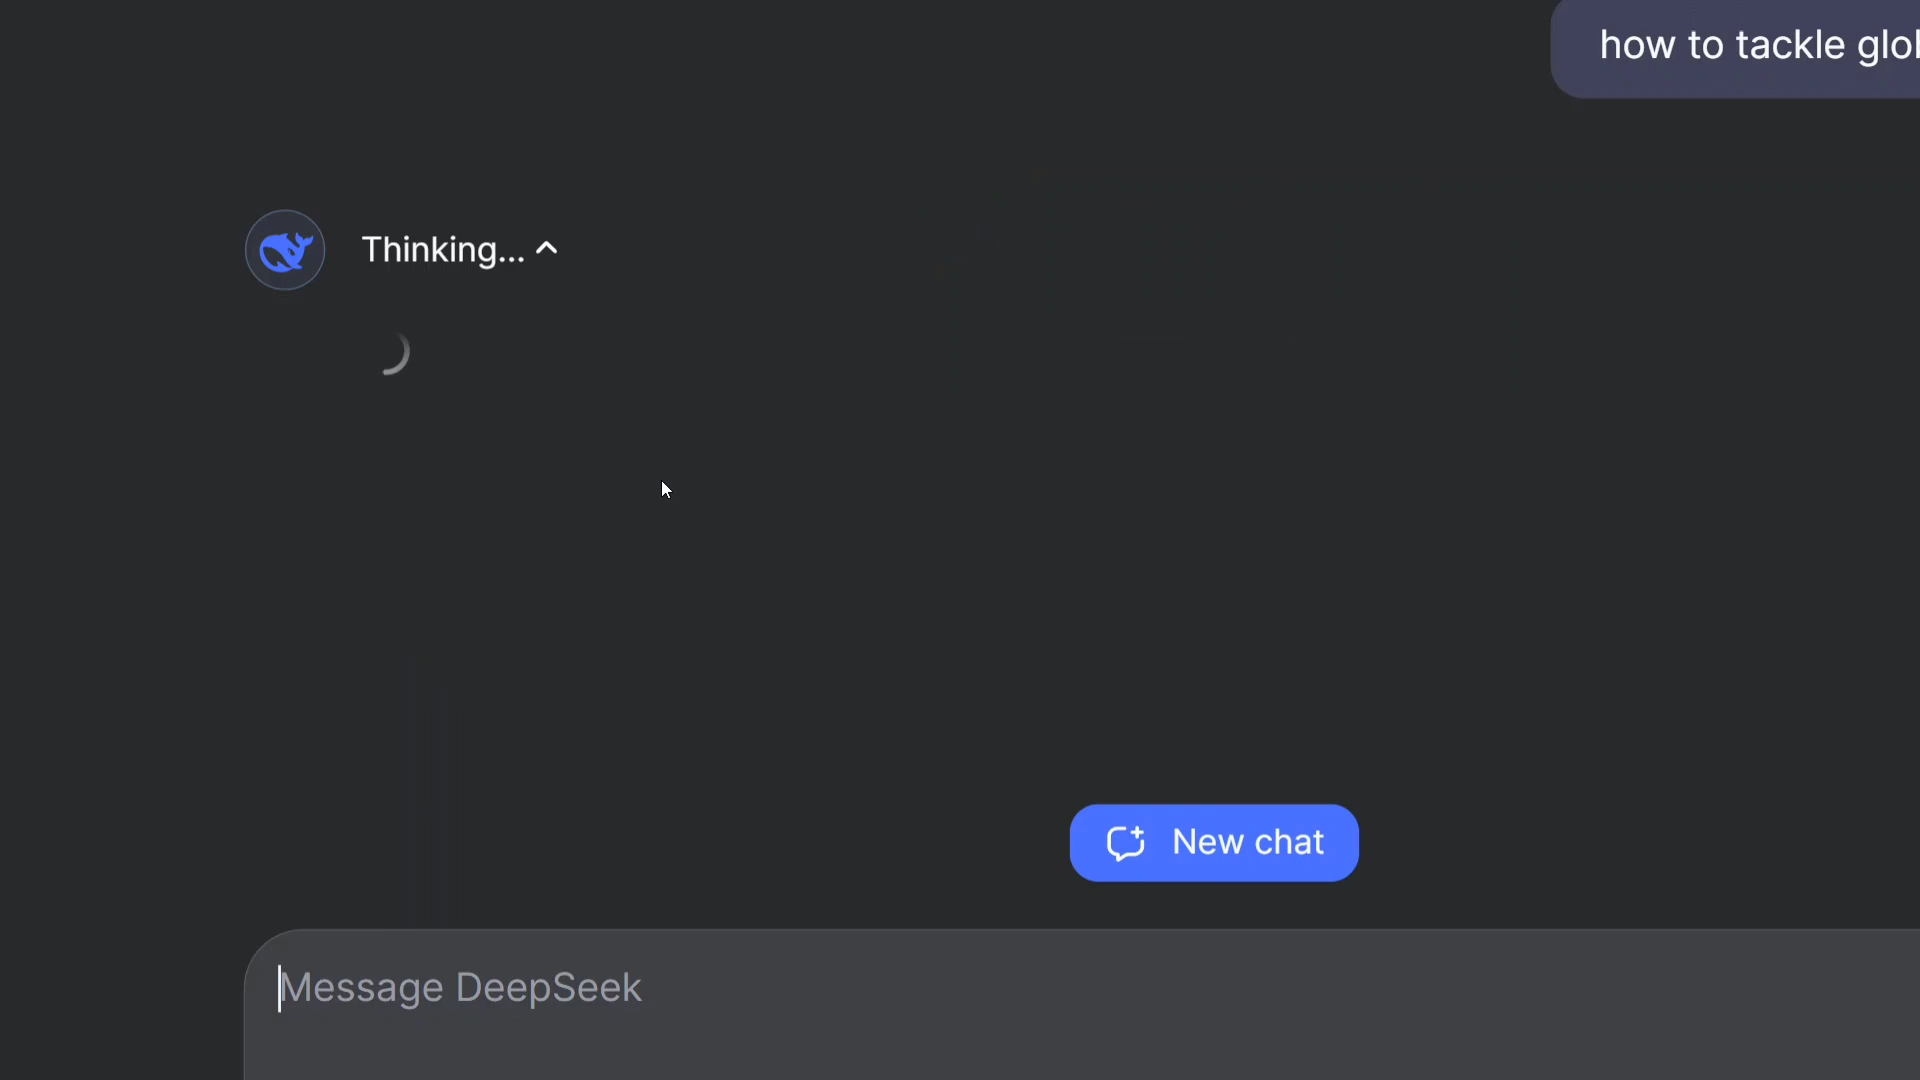 how to tackle glo
Thinking...
New chat
Message DeepSeek